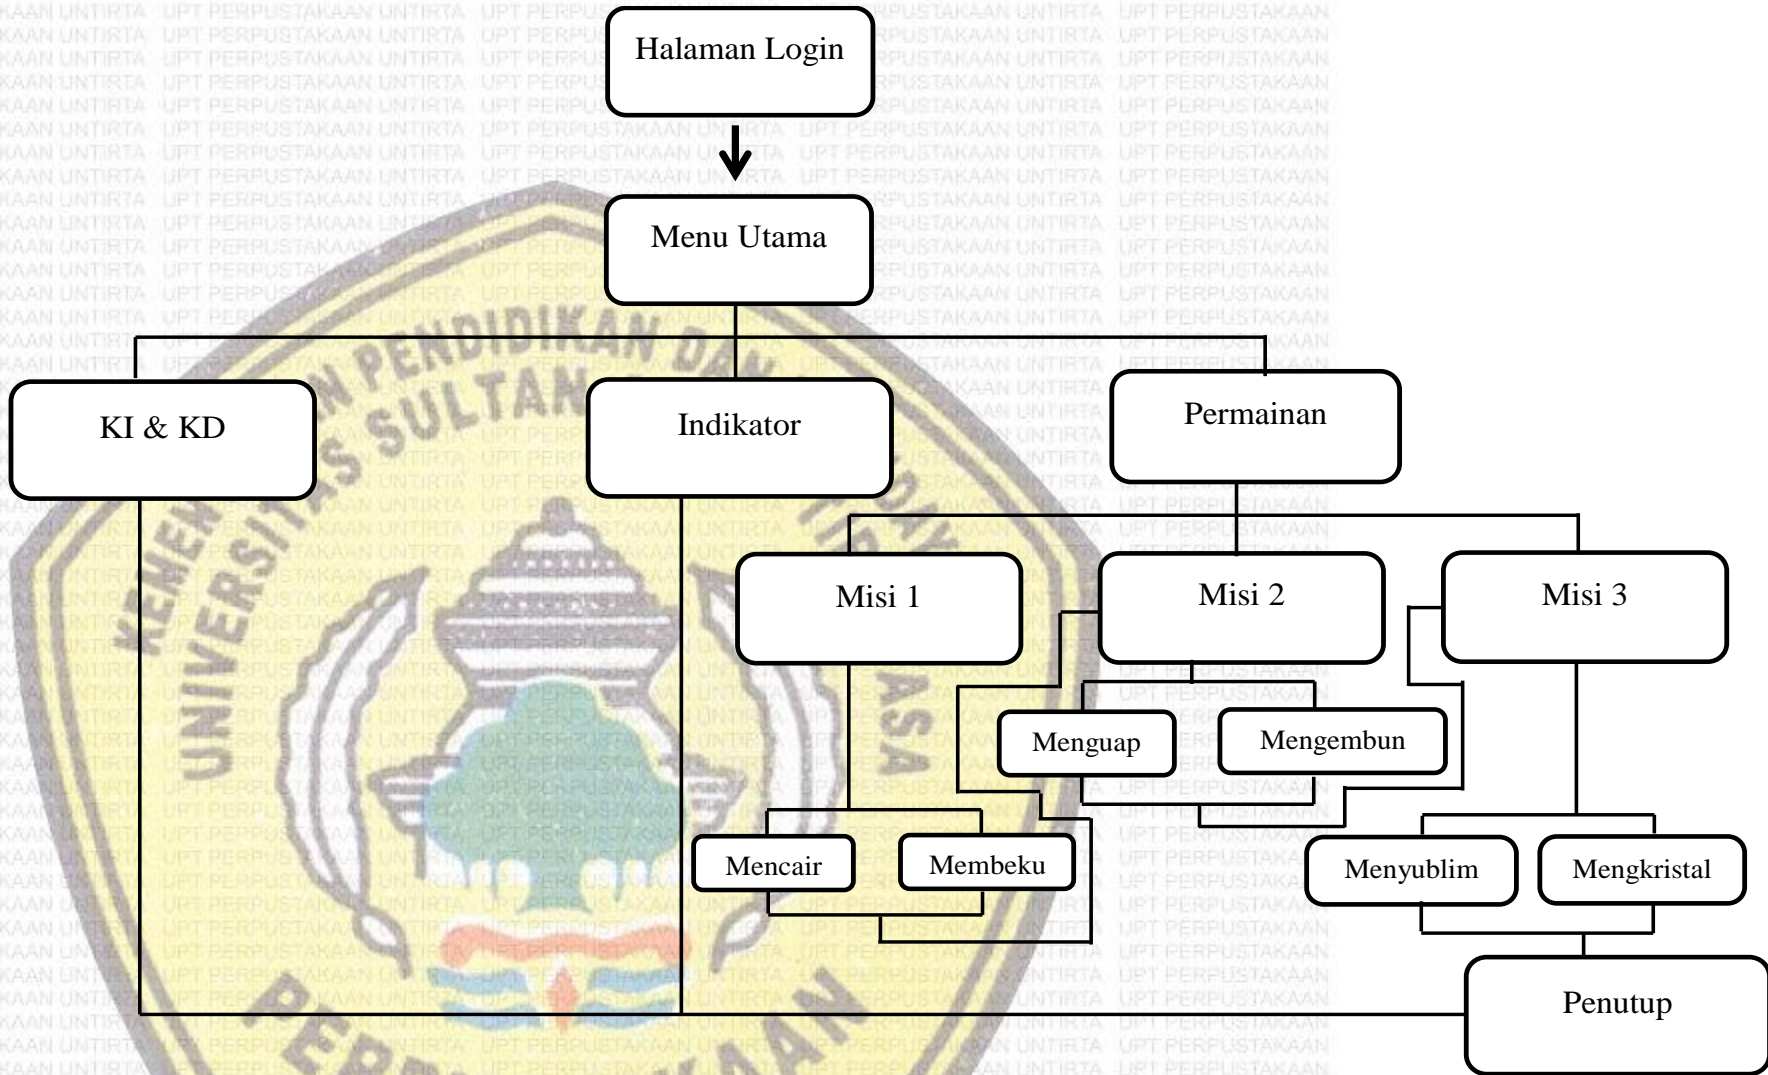 Halaman Login
Menu Utama
KI & KD
Indikator
Permainan
Misi 1
Misi 2
Misi 3
Menguap
Mengembun
Mencair
Membeku
Menyublim
Mengkristal
Penutup
UNIVERSITAS SULTAN
PENDIDIKAN DAN
UPT PERPUSTAKAAN UNTIRTA